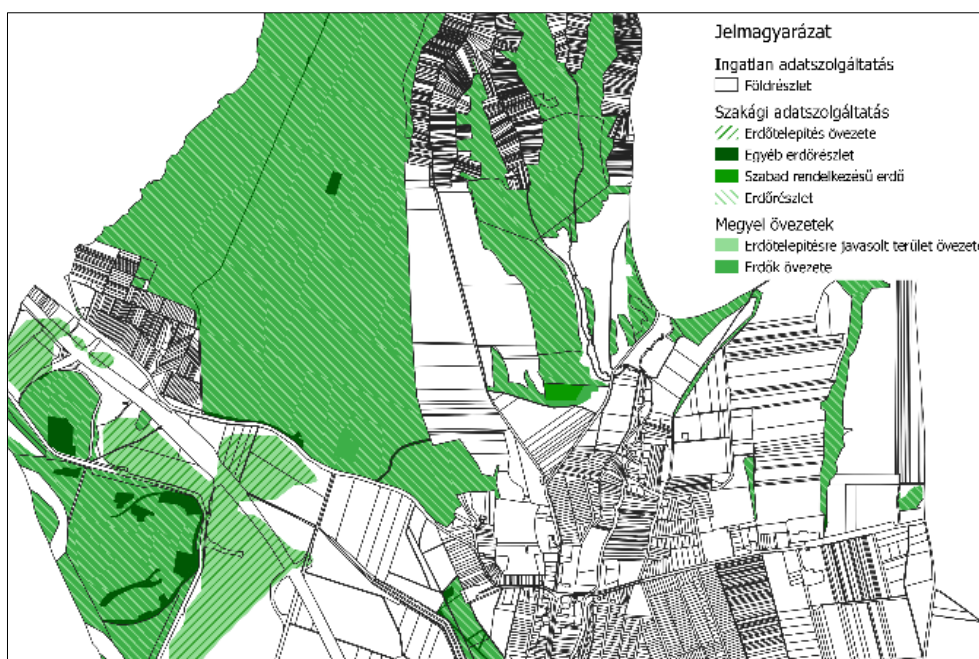 Jelmagyarázat
Ingatlan adatszolgáltatás
Földrészlet
Szakági adatszolgáltatás
Erdőtelepítés övezete
Egyéb erdőrészlet
Szabad rendelkezésű erdő
Erdőrészlet
Megyei övezetek
Erdőtelepítésre javasolt terület övezete
Erdők övezete